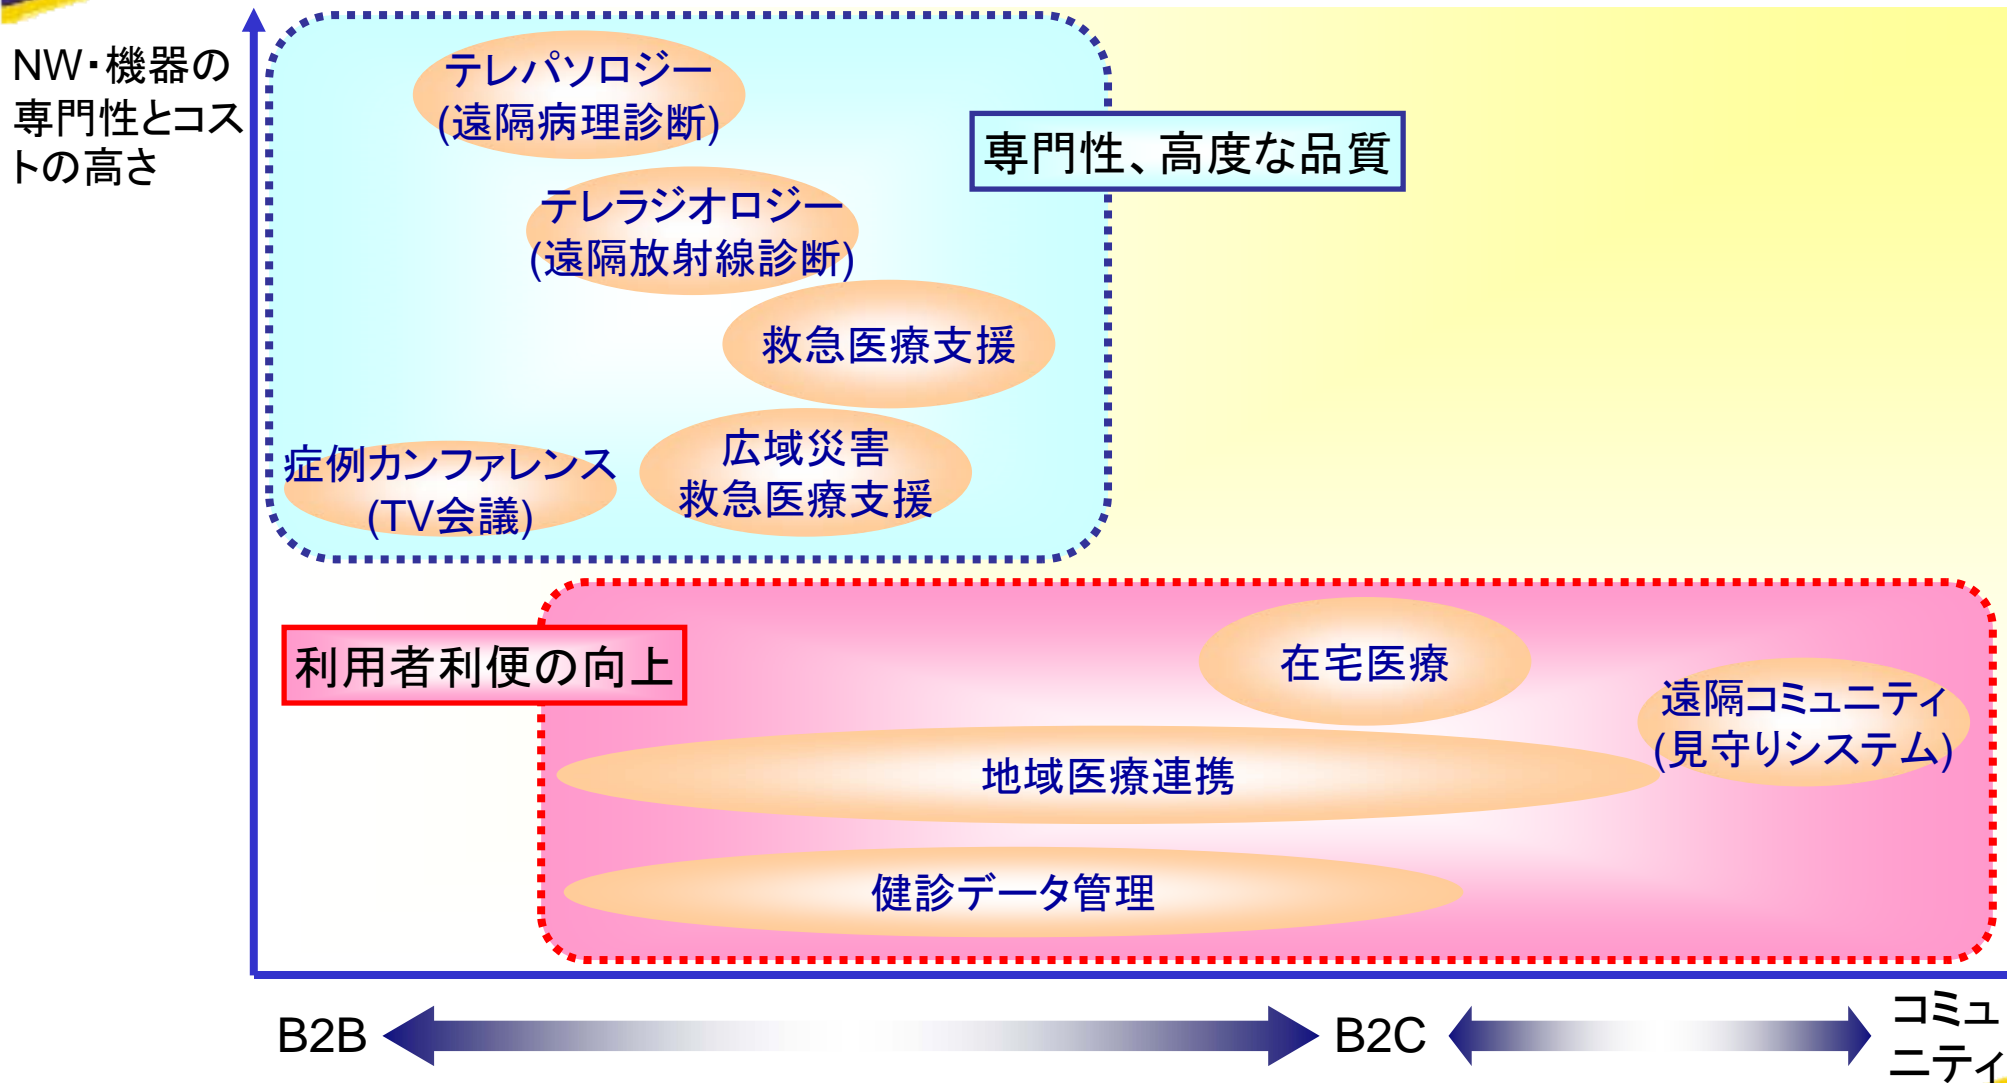 NW・機器の
専門性とコス
トの高さ
テレパソロジー
(遠隔病理診断)
専門性、高度な品質
テレラジオロジー
(遠隔放射線診断)
救急医療支援
広域災害
救急医療支援
症例カンファレンス
(TV会議)
利用者利便の向上
在宅医療
遠隔コミュニティ
(見守りシステム)
地域医療連携
健診データ管理
B2B
B2C
コミュ
ニティ